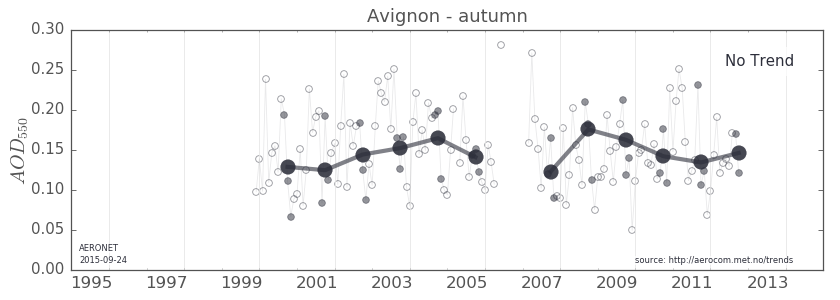 Avignon - autumn
0.30
0.25
0.20
0.15
0.10
0.05
0.00
AOD550
No Trend
AERONET
2015-09-24
source: http://aerocom.met.no/trends
1995 1997 1999 2001 2003 2005 2007 2009 2011 2013